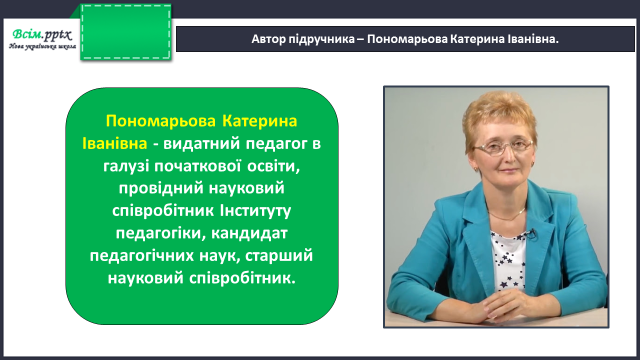 Всім.pptx
Нова українська школа
Автор підручника – Пономарьова Катерина Іванівна.
Пономарьова Катерина
Іванівна - видатний педагог в
галузі початкової освіти,
провідний науковий
співробітник Інституту
педагогіки, кандидат
педагогічних наук, старший
науковий співробітник.